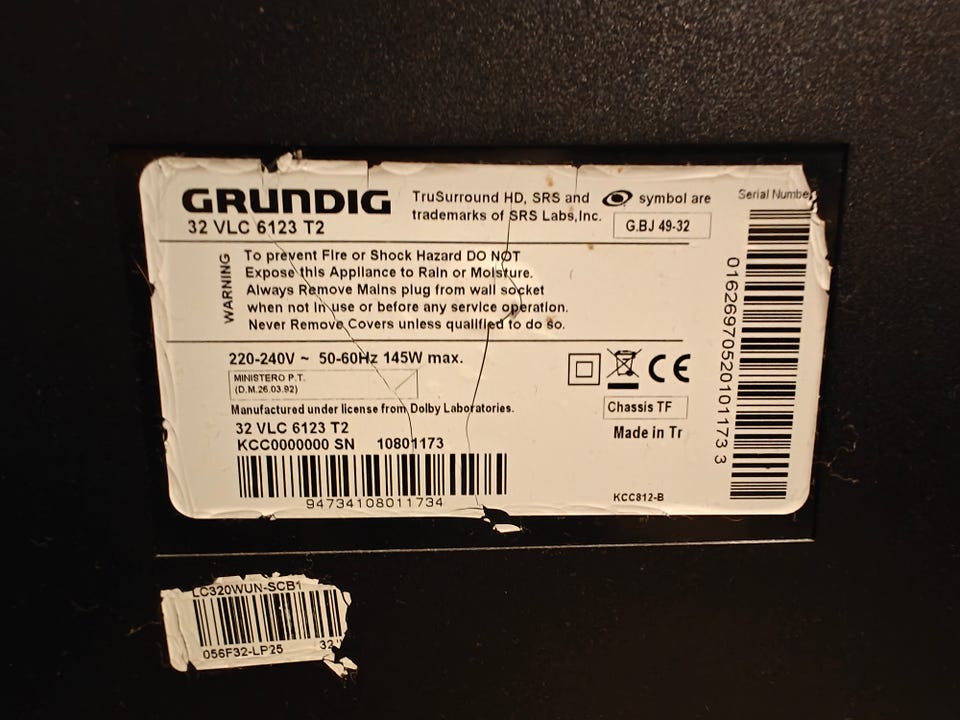 GRUNDIG
32 VLC 6123 T2
TruSurround HD, SRS and symbol are
trademarks of SRS Labs,Inc.
G.BJ 49-32
Serial Number
WARNING
To prevent Fire or Shock Hazard DO NOT
Expose this Appliance to Rain or Moisture.
Always Remove Mains plug from wall socket
when not in use or before any service operation.
Never Remove Covers unless qualified to do so.
220-240V ~ 50-60Hz 145W max.
MINISTERO P.T.
(D.M.26.03.92)
Manufactured under license from Dolby Laboratories.
32 VLC 6123 T2
KCC0000000 SN 10801173
94734108011734
CE
Chassis TF
Made in Tr
KCC812-B
01626970520101173 3
LC320WUN-SCB1
056F32-LP25 32"